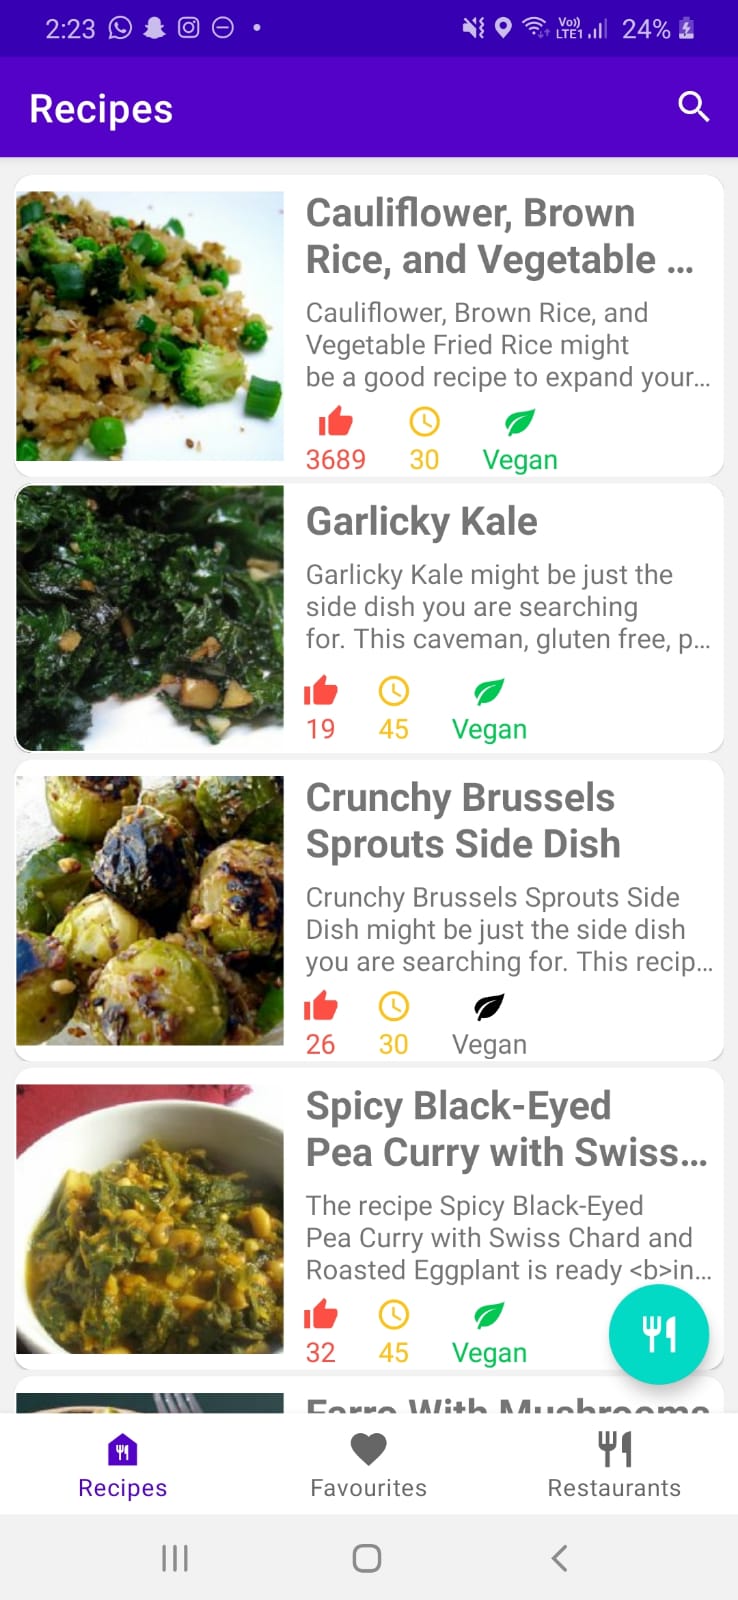 2:23
Vo))
LTE1
24%
Recipes
Cauliflower, Brown
Rice, and Vegetable ...
Cauliflower, Brown Rice, and
Vegetable Fried Rice might
be a good recipe to expand your...
3689 30 Vegan
Garlicky Kale
Garlicky Kale might be just the
side dish you are searching
for. This caveman, gluten free, p...
19 45 Vegan
Crunchy Brussels
Sprouts Side Dish
Crunchy Brussels Sprouts Side
Dish might be just the side dish
you are searching for. This recip...
26 30 Vegan
Spicy Black-Eyed
Pea Curry with Swiss...
The recipe Spicy Black-Eyed
Pea Curry with Swiss Chard and
Roasted Eggplant is ready <b>in...
32 45 Vegan
Farro With Mushrooms
Recipes Favourites Restaurants